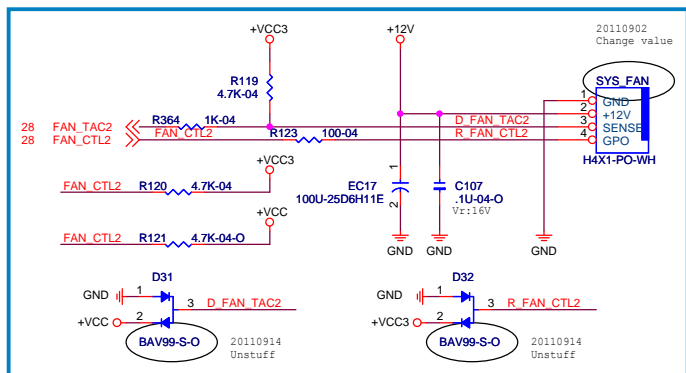 20110902
Change value
+VCC3
+12V
SYS_FAN
R119
4.7K-04
1
GND
2
+12V
28 FAN_TAC2
R364
1K-04
D_FAN_TAC2
3
SENSE
28 FAN_CTL2
FAN_CTL2
R123
100-04
R_FAN_CTL2
4
GPO
H4X1-PO-WH
+VCC3
FAN_CTL2
R120
4.7K-04
1
EC17
100U-25D6H11E
2
C107
.1U-04-O
Vr:16V
+VCC
FAN_CTL2
R121
4.7K-04-O
GND
GND
GND
D31
GND
1
3
D_FAN_TAC2
+VCC
2
BAV99-S-O
20110914
Unstuff
D32
GND
1
3
R_FAN_CTL2
+VCC3
2
BAV99-S-O
20110914
Unstuff